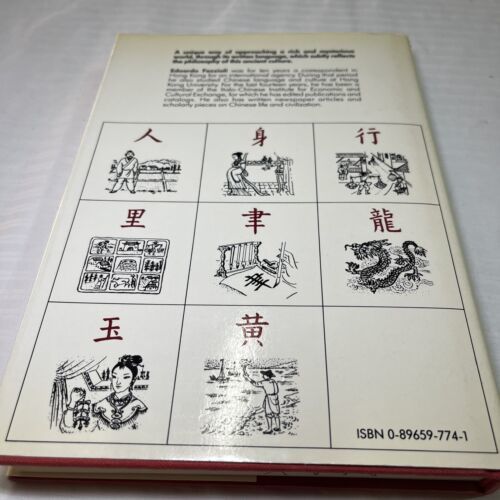 A unique way of approaching a rich and mysterious
world, through its written language, which subtly reflects
the philosophy of this ancient culture.
Edoardo Fazzioli was for ten years a correspondent in
Hong Kong for an international agency. During that period
he also studied Chinese language and culture at Hong
Kong University. For the last fourteen years, he has been a
member of the Italo-Chinese Institute for Economic and
Cultural Exchange, for which he has edited publications and
catalogs. He also has written newspaper articles and
scholarly pieces on Chinese life and civilization.
人 身 行
里 聿 龍
玉 黄
ISBN 0-89659-774-1